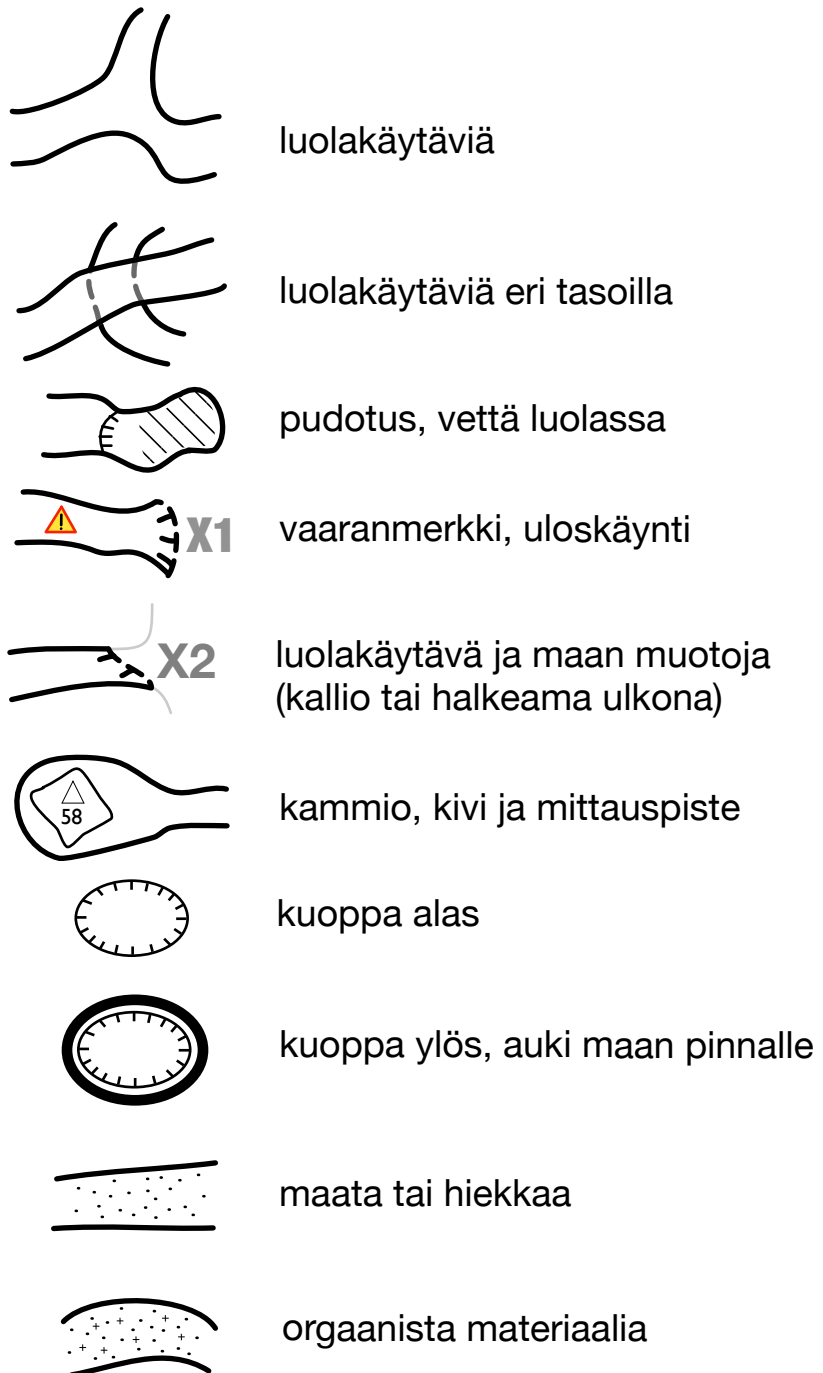 luolakäytäviä
luolakäytäviä eri tasoilla
pudotus, vettä luolassa
! X1 vaaranmerkki, uloskäynti
X2 luolakäytävä ja maan muotoja
(kallio tai halkeama ulkona)
58 kammio, kivi ja mittauspiste
kuoppa alas
kuoppa ylös, auki maan pinnalle
maata tai hiekkaa
orgaanista materiaalia